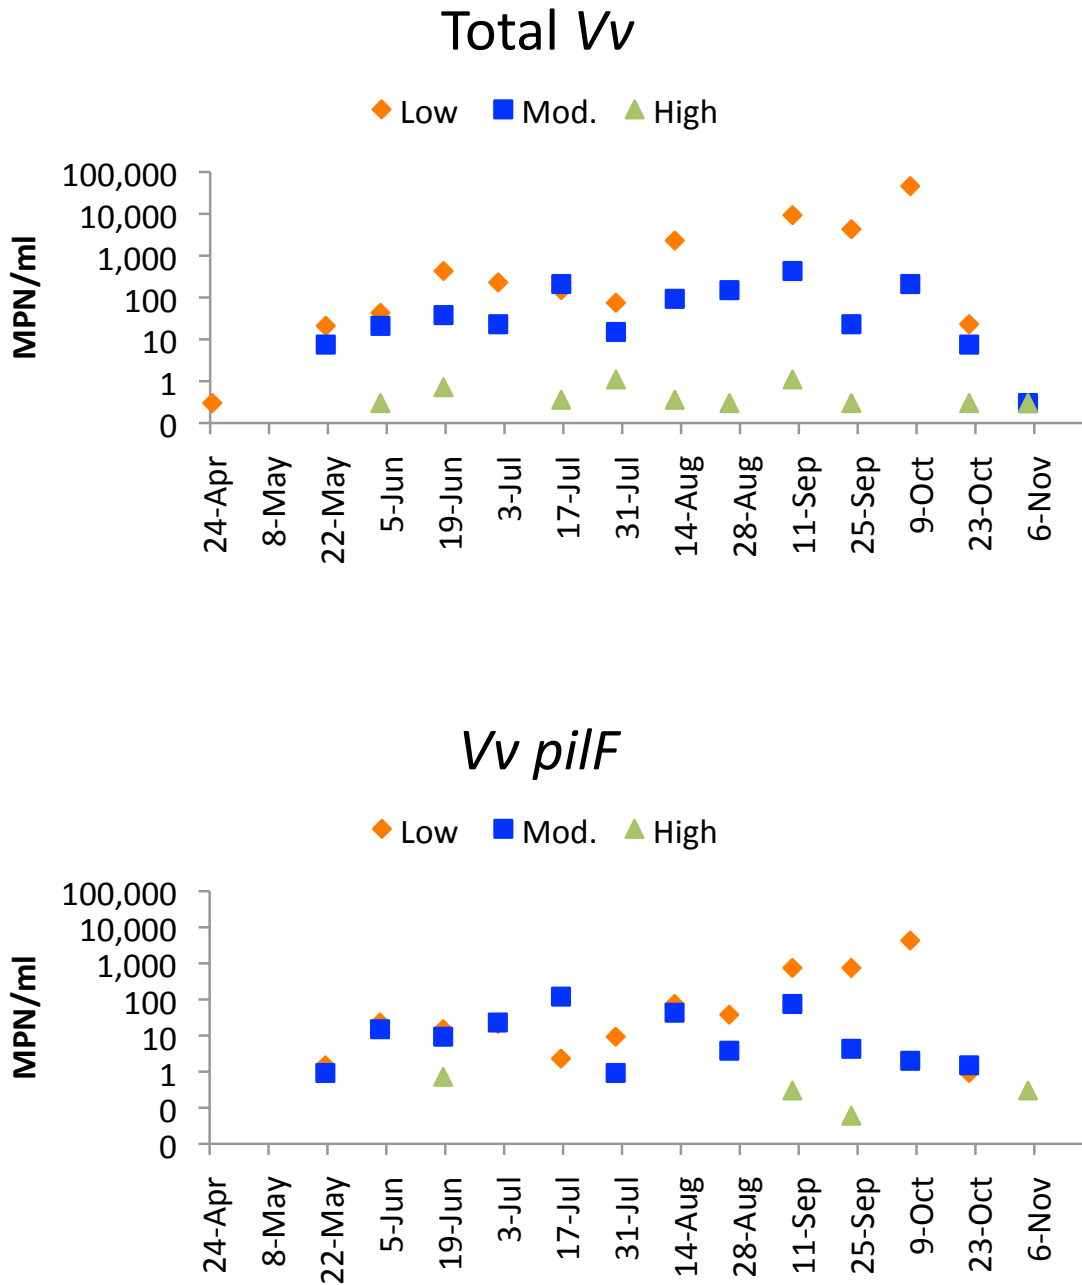 Total Vv
Low Mod. High
MPN/ml
100,000
10,000
1,000
100
10
1
0
24-Apr 8-May 22-May 5-Jun 19-Jun 3-Jul 17-Jul 31-Jul 14-Aug 28-Aug 11-Sep 25-Sep 9-Oct 23-Oct 6-Nov
Vv pilF
Low Mod. High
MPN/ml
100,000
10,000
1,000
100
10
1
0
0
24-Apr 8-May 22-May 5-Jun 19-Jun 3-Jul 17-Jul 31-Jul 14-Aug 28-Aug 11-Sep 25-Sep 9-Oct 23-Oct 6-Nov